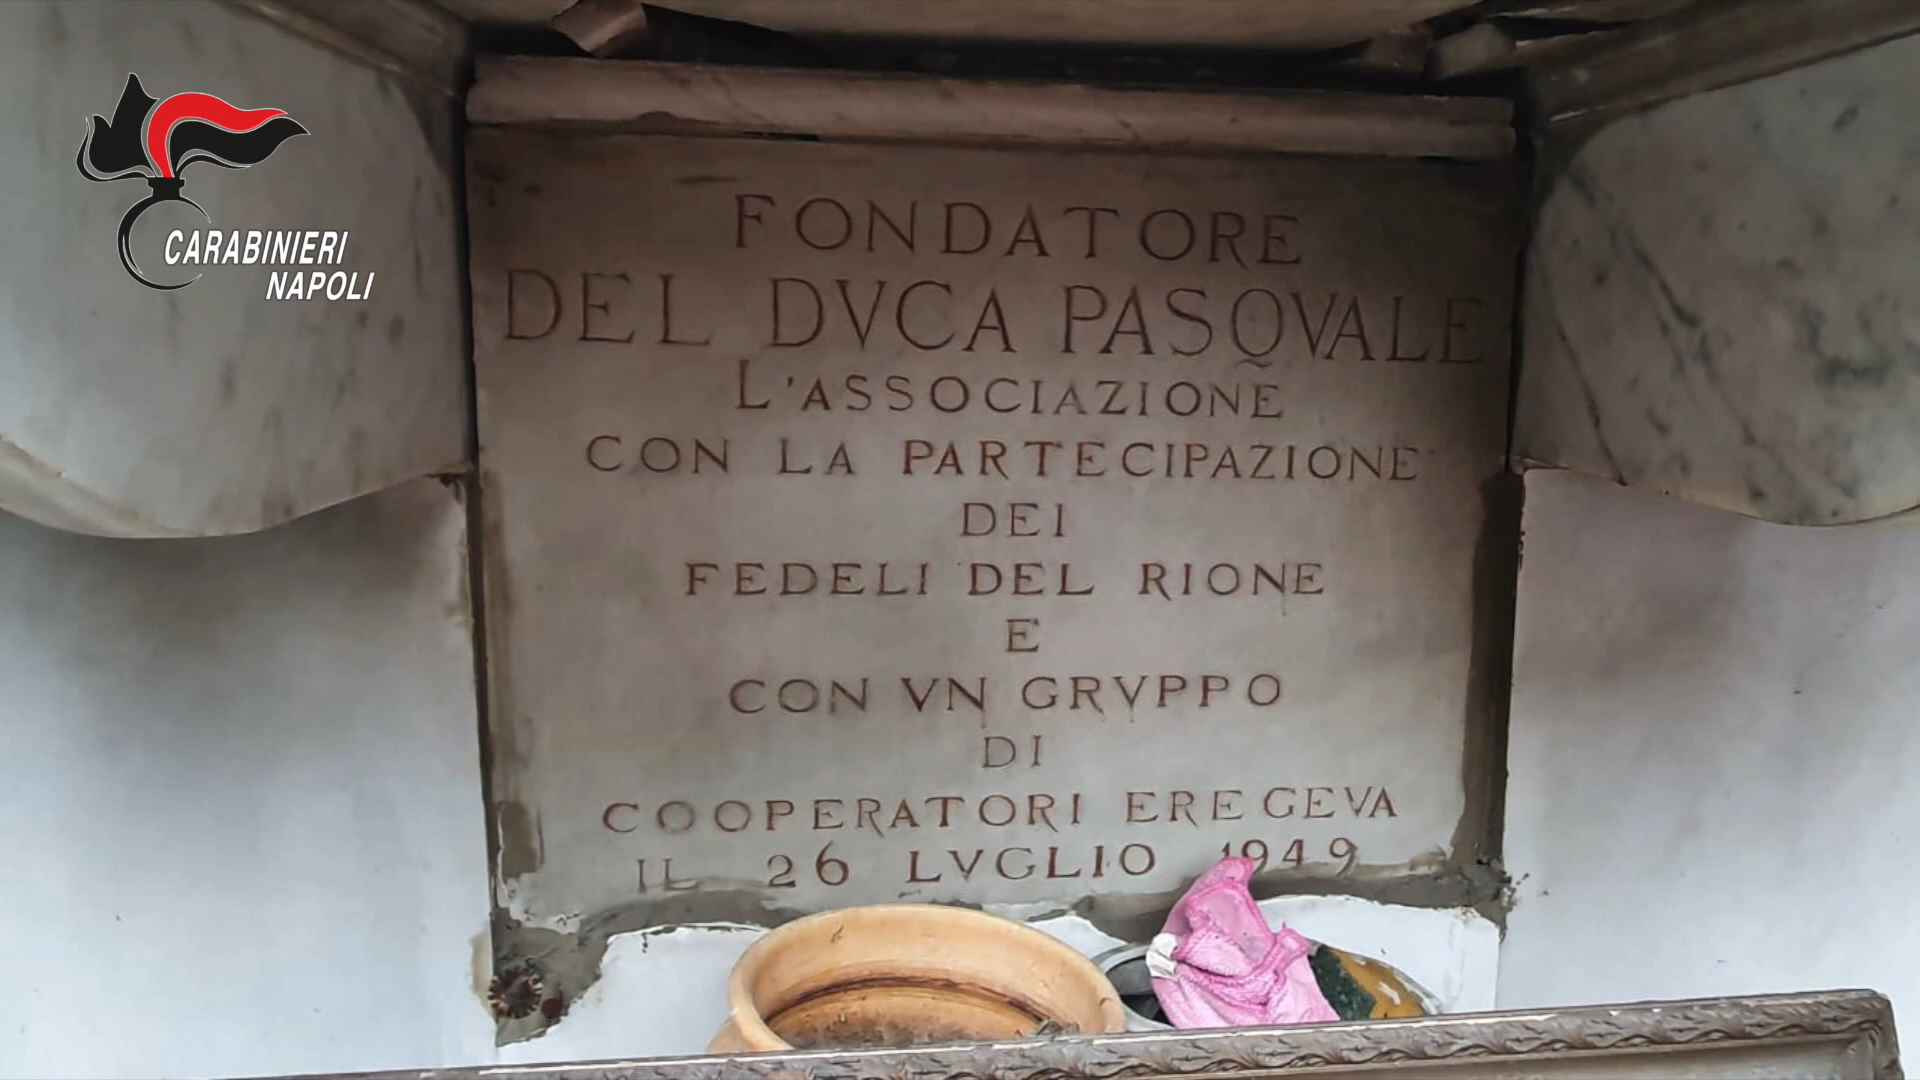 CARABINIERI
NAPOLI
FONDATORE
DEL DVCA PASQVALE
L'ASSOCIAZIONE
CON LA PARTECIPAZIONE
DEI
FEDELI DEL RIONE
E
CON VN GRVPPO
DI
COOPERATORI EREGEVA
IL 26 LVGLIO 1949